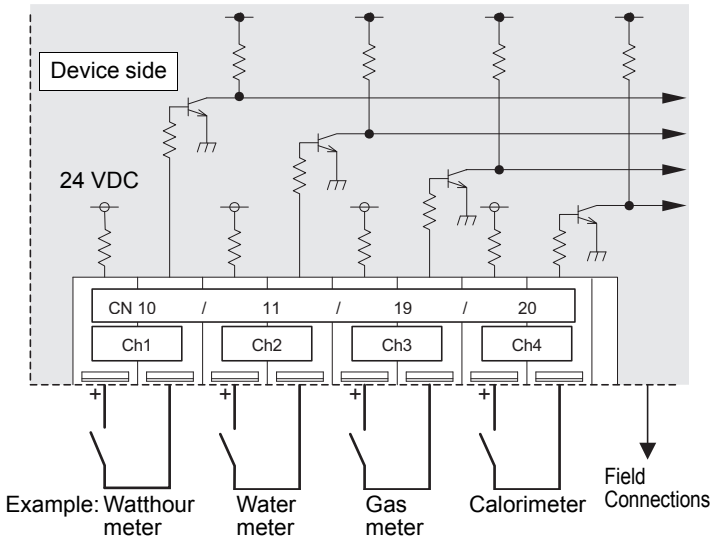 Device side
24 VDC
CN 10 / 11 / 19 / 20
Ch1 Ch2 Ch3 Ch4
+ + + +
Example: Watthour meter
Water meter
Gas meter
Calorimeter
Field Connections